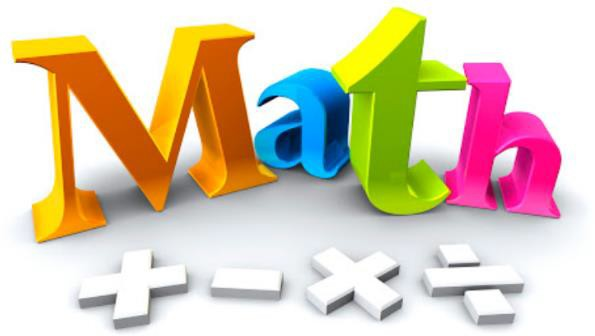 Math
+ - × ÷